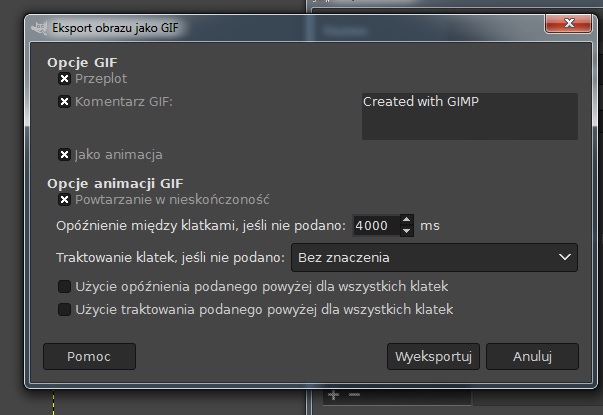 Eksport obrazu jako GIF
Opcje GIF
Przeplot
Komentarz GIF:
Created with GIMP
Jako animacja
Opcje animacji GIF
Powtarzanie w nieskończoność
Opóźnienie między klatkami, jeśli nie podano: 4000 ms
Traktowanie klatek, jeśli nie podano: Bez znaczenia
Użycie opóźnienia podanego powyżej dla wszystkich klatek
Użycie traktowania podanego powyżej dla wszystkich klatek
Pomoc
Wyeksportuj
Anuluj